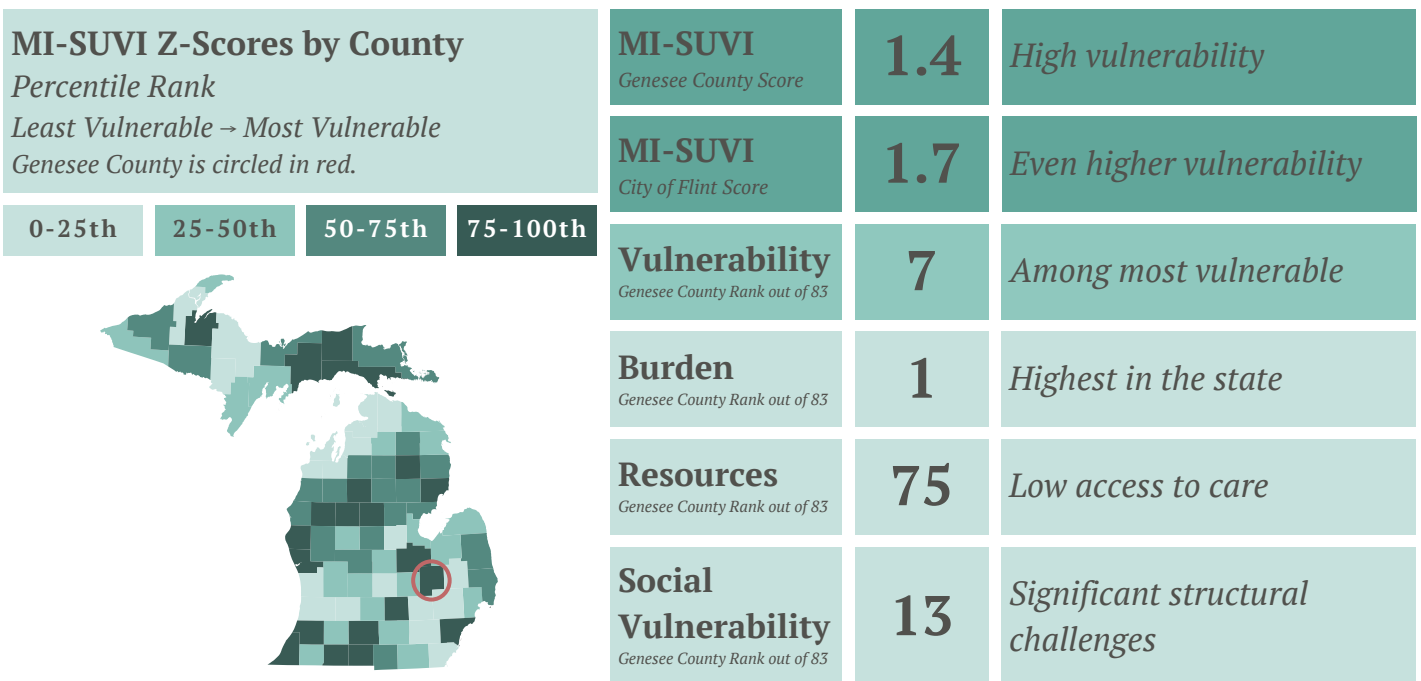 MI-SUVI Z-Scores by County
Percentile Rank
Least Vulnerable → Most Vulnerable
Genesee County is circled in red.
0-25th
25-50th
50-75th
75-100th
MI-SUVI
Genesee County Score
1.4
High vulnerability
MI-SUVI
City of Flint Score
1.7
Even higher vulnerability
Vulnerability
Genesee County Rank out of 83
7
Among most vulnerable
Burden
Genesee County Rank out of 83
1
Highest in the state
Resources
Genesee County Rank out of 83
75
Low access to care
Social
Vulnerability
Genesee County Rank out of 83
13
Significant structural
challenges